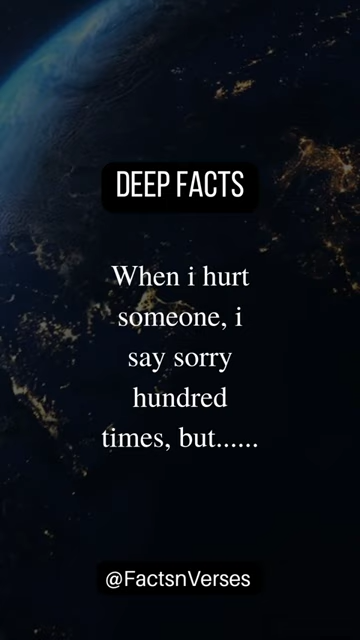 DEEP FACTS
When i hurt
someone, i
say sorry
hundred
times, but......
@FactsnVerses